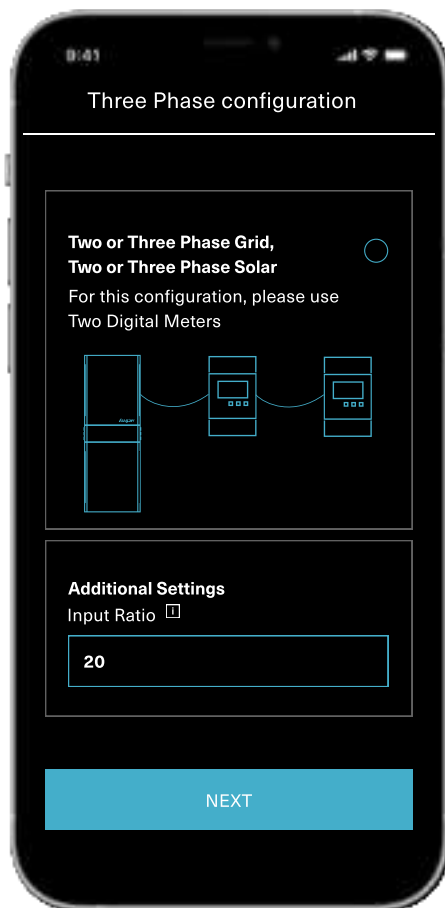 9:41
Three Phase configuration
Two or Three Phase Grid,
Two or Three Phase Solar
For this configuration, please use
Two Digital Meters
Additional Settings
Input Ratio i
20
NEXT